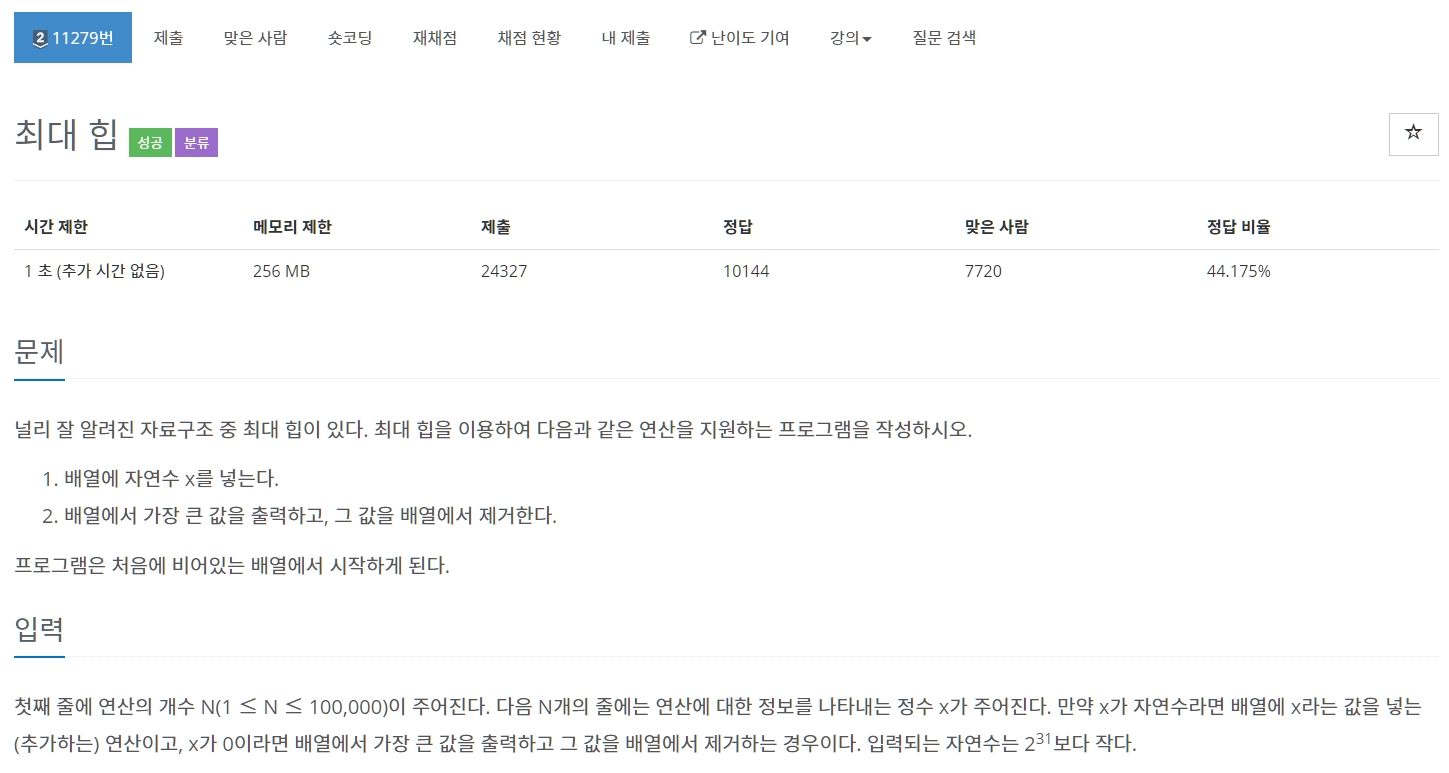 2 11279번 제출 맞은 사람 숏코딩 재채점 채점 현황 내 제출 난이도 기여 강의 질문 검색
최대 힙 성공 분류
시간 제한 메모리 제한 제출 정답 맞은 사람 정답 비율
1 초 (추가 시간 없음) 256 MB 24327 10144 7720 44.175%
문제
널리 잘 알려진 자료구조 중 최대 힙이 있다. 최대 힙을 이용하여 다음과 같은 연산을 지원하는 프로그램을 작성하시오.
1. 배열에 자연수 x를 넣는다.
2. 배열에서 가장 큰 값을 출력하고, 그 값을 배열에서 제거한다.
프로그램은 처음에 비어있는 배열에서 시작하게 된다.
입력
첫째 줄에 연산의 개수 N(1 ≤ N ≤ 100,000)이 주어진다. 다음 N개의 줄에는 연산에 대한 정보를 나타내는 정수 x가 주어진다. 만약 x가 자연수라면 배열에 x라는 값을 넣는
(추가하는) 연산이고, x가 0이라면 배열에서 가장 큰 값을 출력하고 그 값을 배열에서 제거하는 경우이다. 입력되는 자연수는 2³¹보다 작다.